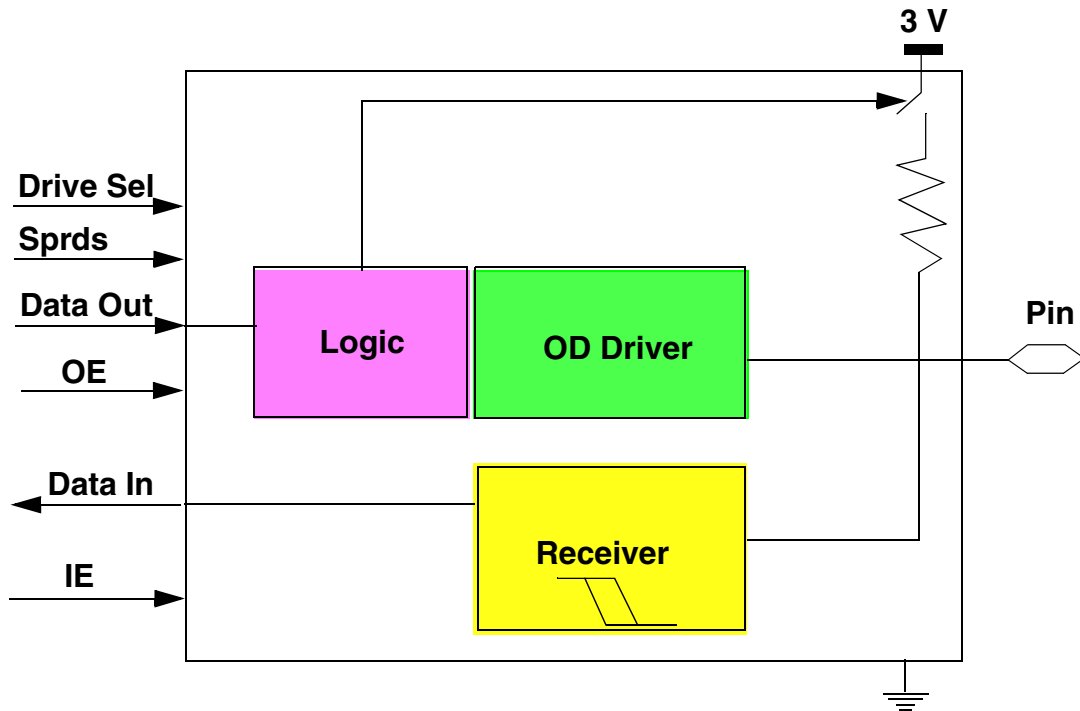 3 V
Drive Sel
Sprds
Data Out
OE
Logic
OD Driver
Pin
Data In
IE
Receiver